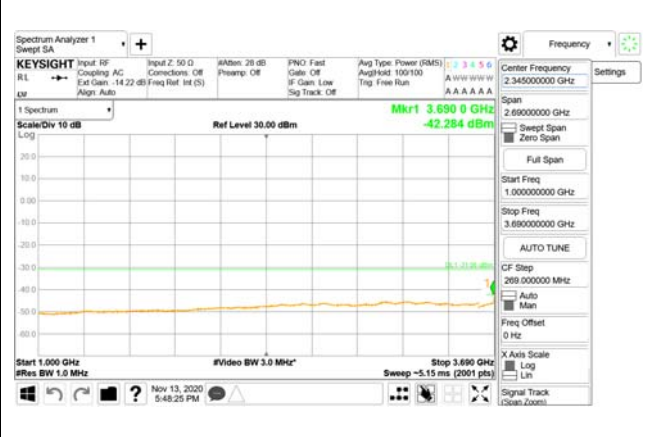 Spectrum Analyzer 1
Swept SA
Frequency
KEYSIGHT
RL
Input: RF
Coupling: AC
Ext Gain: -14.22 dB
Align: Auto
Input Z: 50 Ω
Corrections: Off
Freq Ref: Int (S)
#Atten: 28 dB
Preamp: Off
PNO: Fast
Gate: Off
IF Gain: Low
Sig Track: Off
Avg Type: Power (RMS)
Avg|Hold: 100/100
Trig: Free Run
1 2 3 4 5 6
A W W W W W
A A A A A A
Settings
1 Spectrum
Scale/Div 10 dB
Ref Level 30.00 dBm
Mkr1 3.690 0 GHz
-42.284 dBm
Log
20.0
10.0
0.00
-10.0
-20.0
-30.0
-40.0
-50.0
-60.0
1
Start 1.000 GHz
#Res BW 1.0 MHz
#Video BW 3.0 MHz*
Stop 3.690 GHz
Sweep ~5.15 ms (2001 pts)
Nov 13, 2020
5:48:25 PM
Center Frequency
2.345000000 GHz
Span
2.69000000 GHz
Swept Span
Zero Span
Full Span
Start Freq
1.000000000 GHz
Stop Freq
3.690000000 GHz
AUTO TUNE
CF Step
269.000000 MHz
Auto
Man
Freq Offset
0 Hz
X Axis Scale
Log
Lin
Signal Track
(Span Zoom)